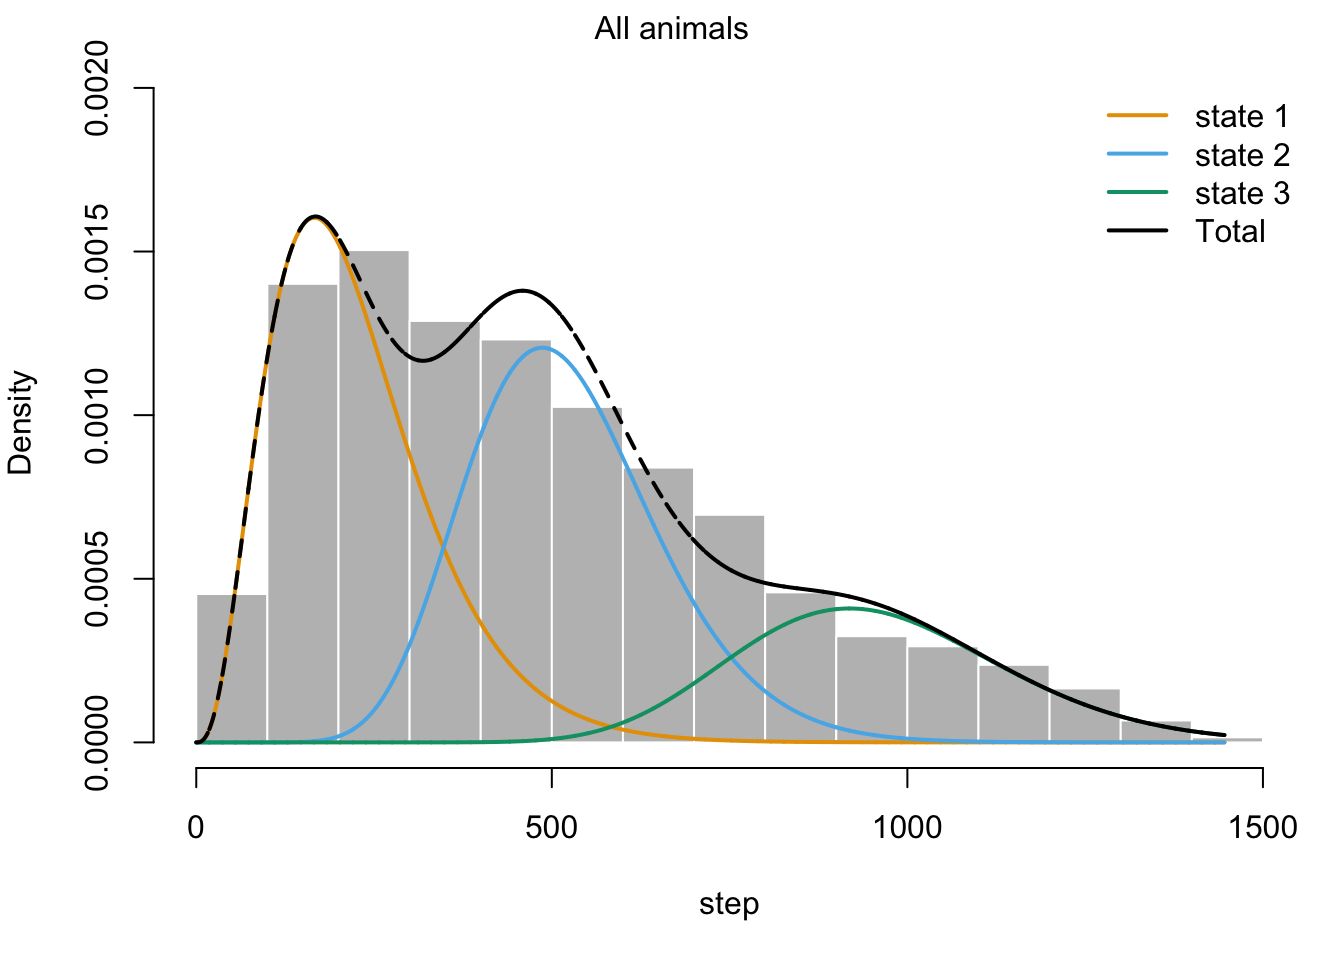 All animals
state 1
state 2
state 3
Total
Density
0.0020
0.0015
0.0010
0.0005
0.0000
0 500 1000 1500
step